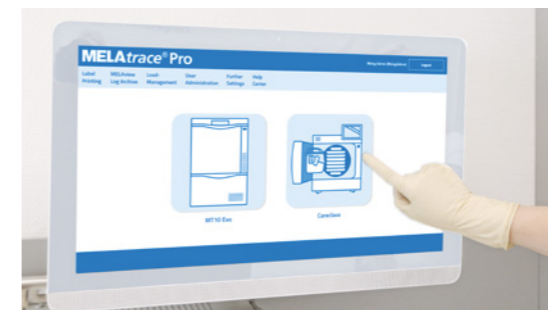 MELAtrace® Pro
Logout
Label MELAview Load- User Further Help
Printing Log Archive Management Administration Settings Center
MT10 Evo Careclave